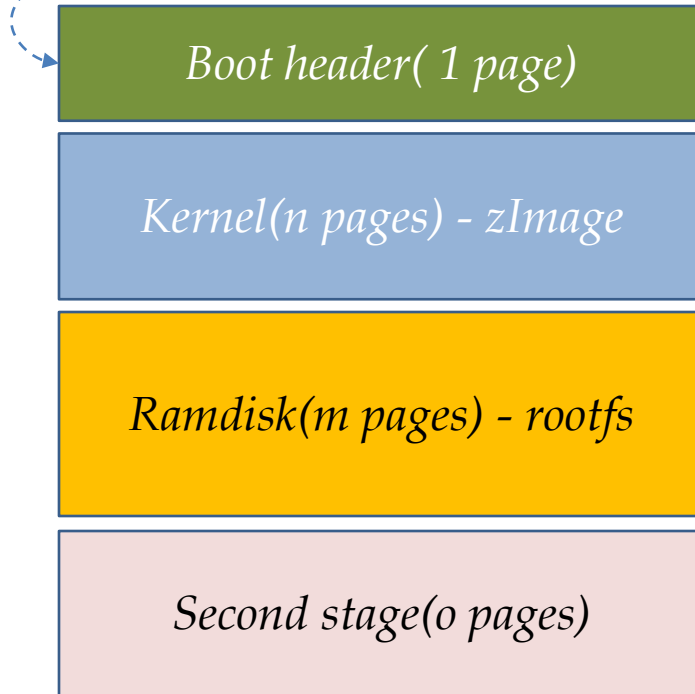 Boot header( 1 page)
Kernel(n pages) - zImage
Ramdisk(m pages) - rootfs
Second stage(o pages)